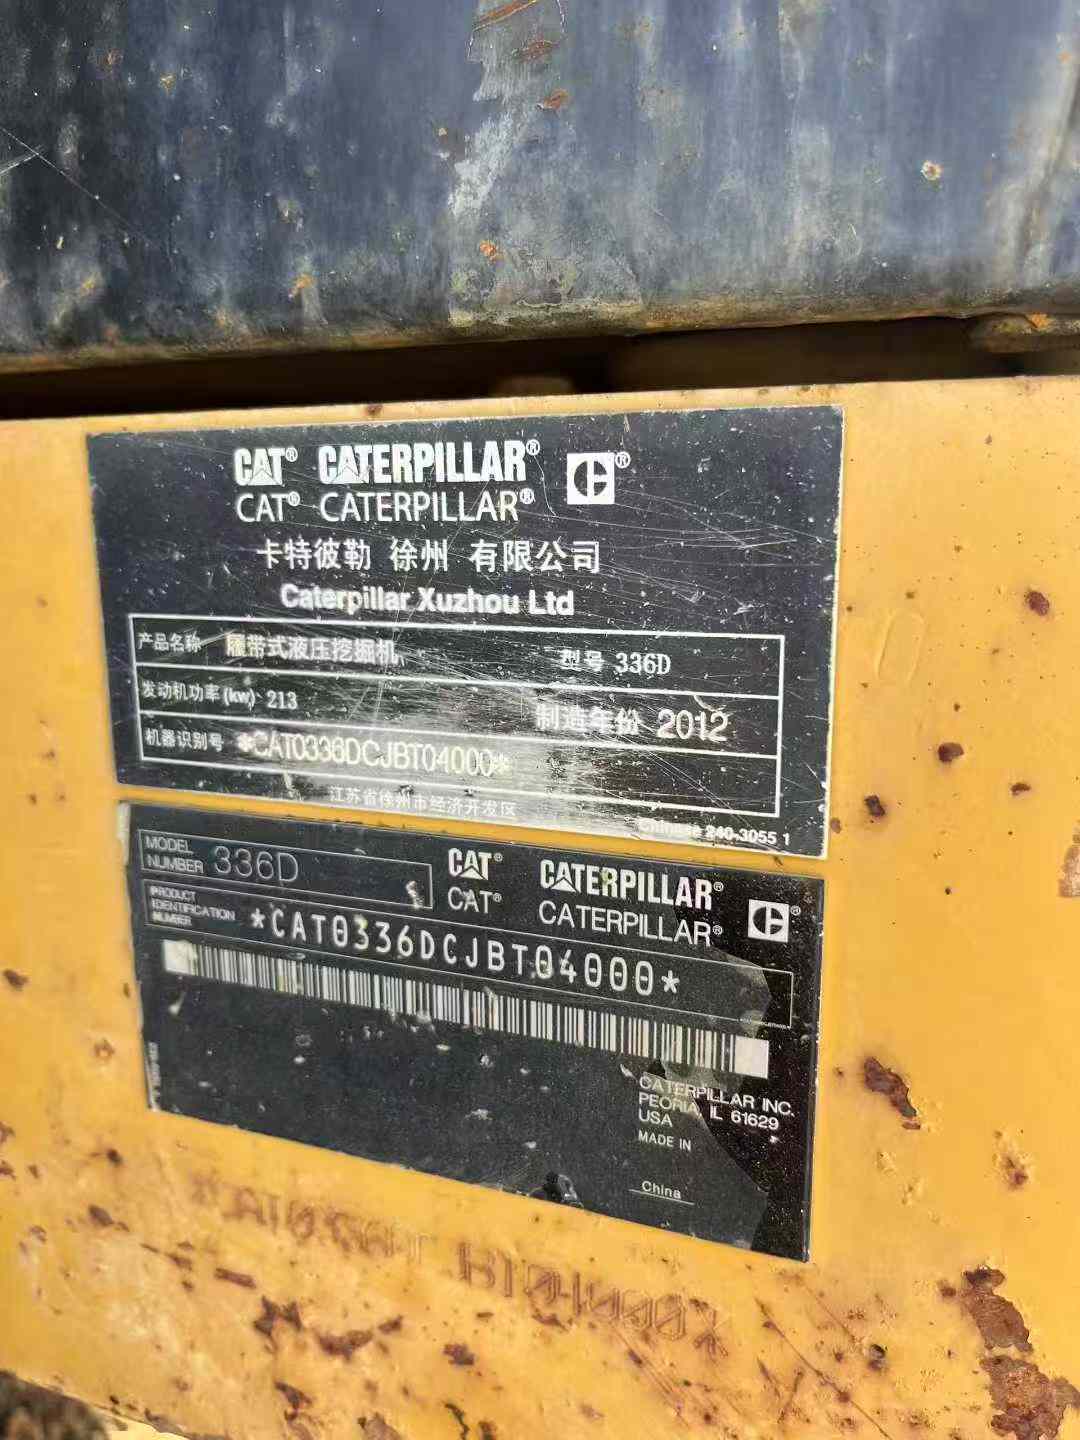 CAT® CATERPILLAR®
CAT® CATERPILLAR®
卡特彼勒 徐州 有限公司
Caterpillar Xuzhou Ltd
产品名称 履带式液压挖掘机 型号 336D
发动机功率(kw) 213 制造年份 2012
机器识别号 *CAT0336DCJBT04000*
江苏省徐州市经济开发区
Chinese 240-3055 1
MODEL NUMBER 336D
CAT® CATERPILLAR®
CAT® CATERPILLAR®
PRODUCT IDENTIFICATION NUMBER *CAT0336DCJBT04000*
CATERPILLAR INC.
PEORIA, IL 61629
USA
MADE IN
China